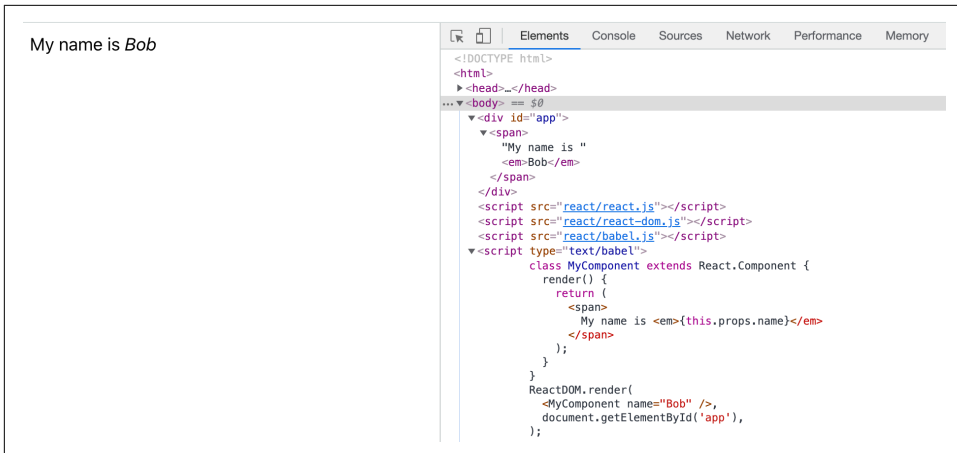 My name is Bob
Elements Console Sources Network Performance Memory
<!DOCTYPE html>
<html>
▶<head>…</head>
••• ▼<body> == $0
▼<div id="app">
▼<span>
"My name is "
<em>Bob</em>
</span>
</div>
<script src="react/react.js"></script>
<script src="react/react-dom.js"></script>
<script src="react/babel.js"></script>
▼<script type="text/babel">
class MyComponent extends React.Component {
render() {
return (
<span>
My name is <em>{this.props.name}</em>
</span>
);
}
}
ReactDOM.render(
<MyComponent name="Bob" />,
document.getElementById('app'),
);